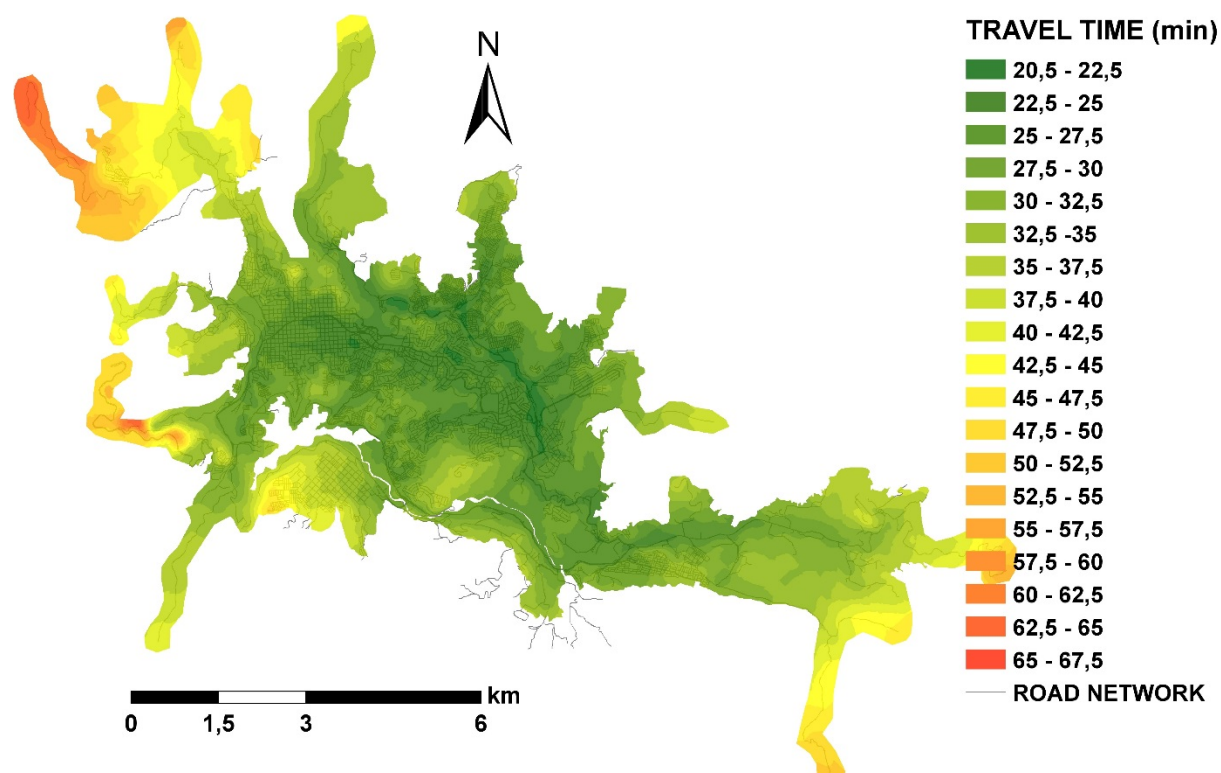 N
TRAVEL TIME (min)
20,5 - 22,5
22,5 - 25
25 - 27,5
27,5 - 30
30 - 32,5
32,5 -35
35 - 37,5
37,5 - 40
40 - 42,5
42,5 - 45
45 - 47,5
47,5 - 50
50 - 52,5
52,5 - 55
55 - 57,5
57,5 - 60
60 - 62,5
62,5 - 65
65 - 67,5
ROAD NETWORK
km
0 1,5 3 6